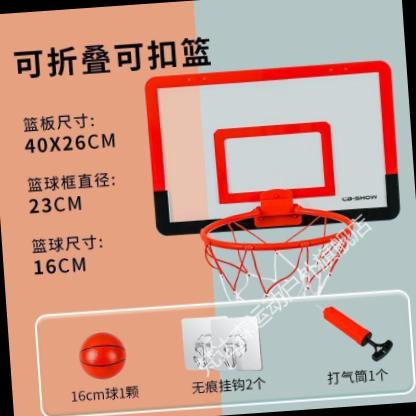 可折叠可扣篮
篮板尺寸:
40X26CM
篮球框直径:
23CM
篮球尺寸:
16CM
CB-SHOW
16cm球1颗
无痕挂钩2个
打气筒1个